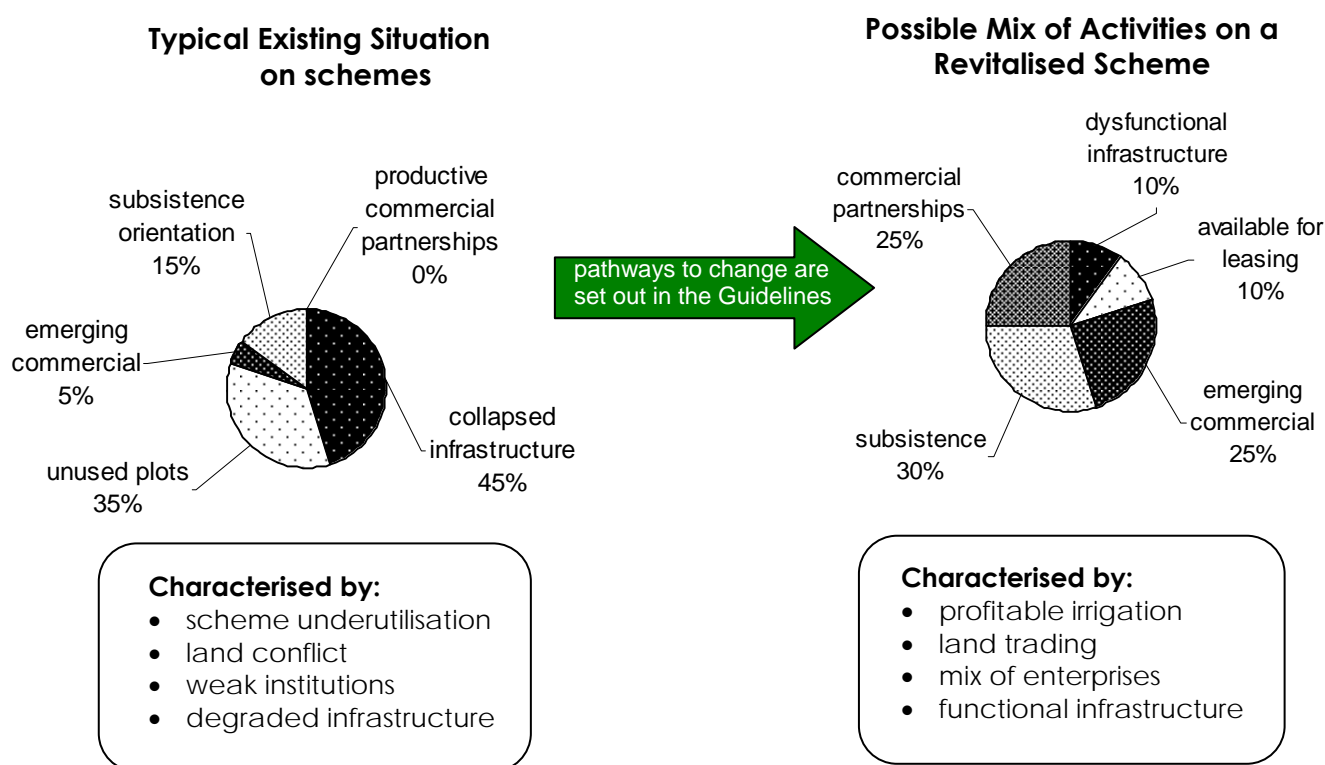 Typical Existing Situation
on schemes
subsistence
orientation
15%
productive
commercial
partnerships
0%
emerging
commercial
5%
unused plots
35%
collapsed
infrastructure
45%
Characterised by:
• scheme underutilisation
• land conflict
• weak institutions
• degraded infrastructure
pathways to change are
set out in the Guidelines
Possible Mix of Activities on a
Revitalised Scheme
commercial
partnerships
25%
dysfunctional
infrastructure
10%
available for
leasing
10%
emerging
commercial
25%
subsistence
30%
Characterised by:
• profitable irrigation
• land trading
• mix of enterprises
• functional infrastructure